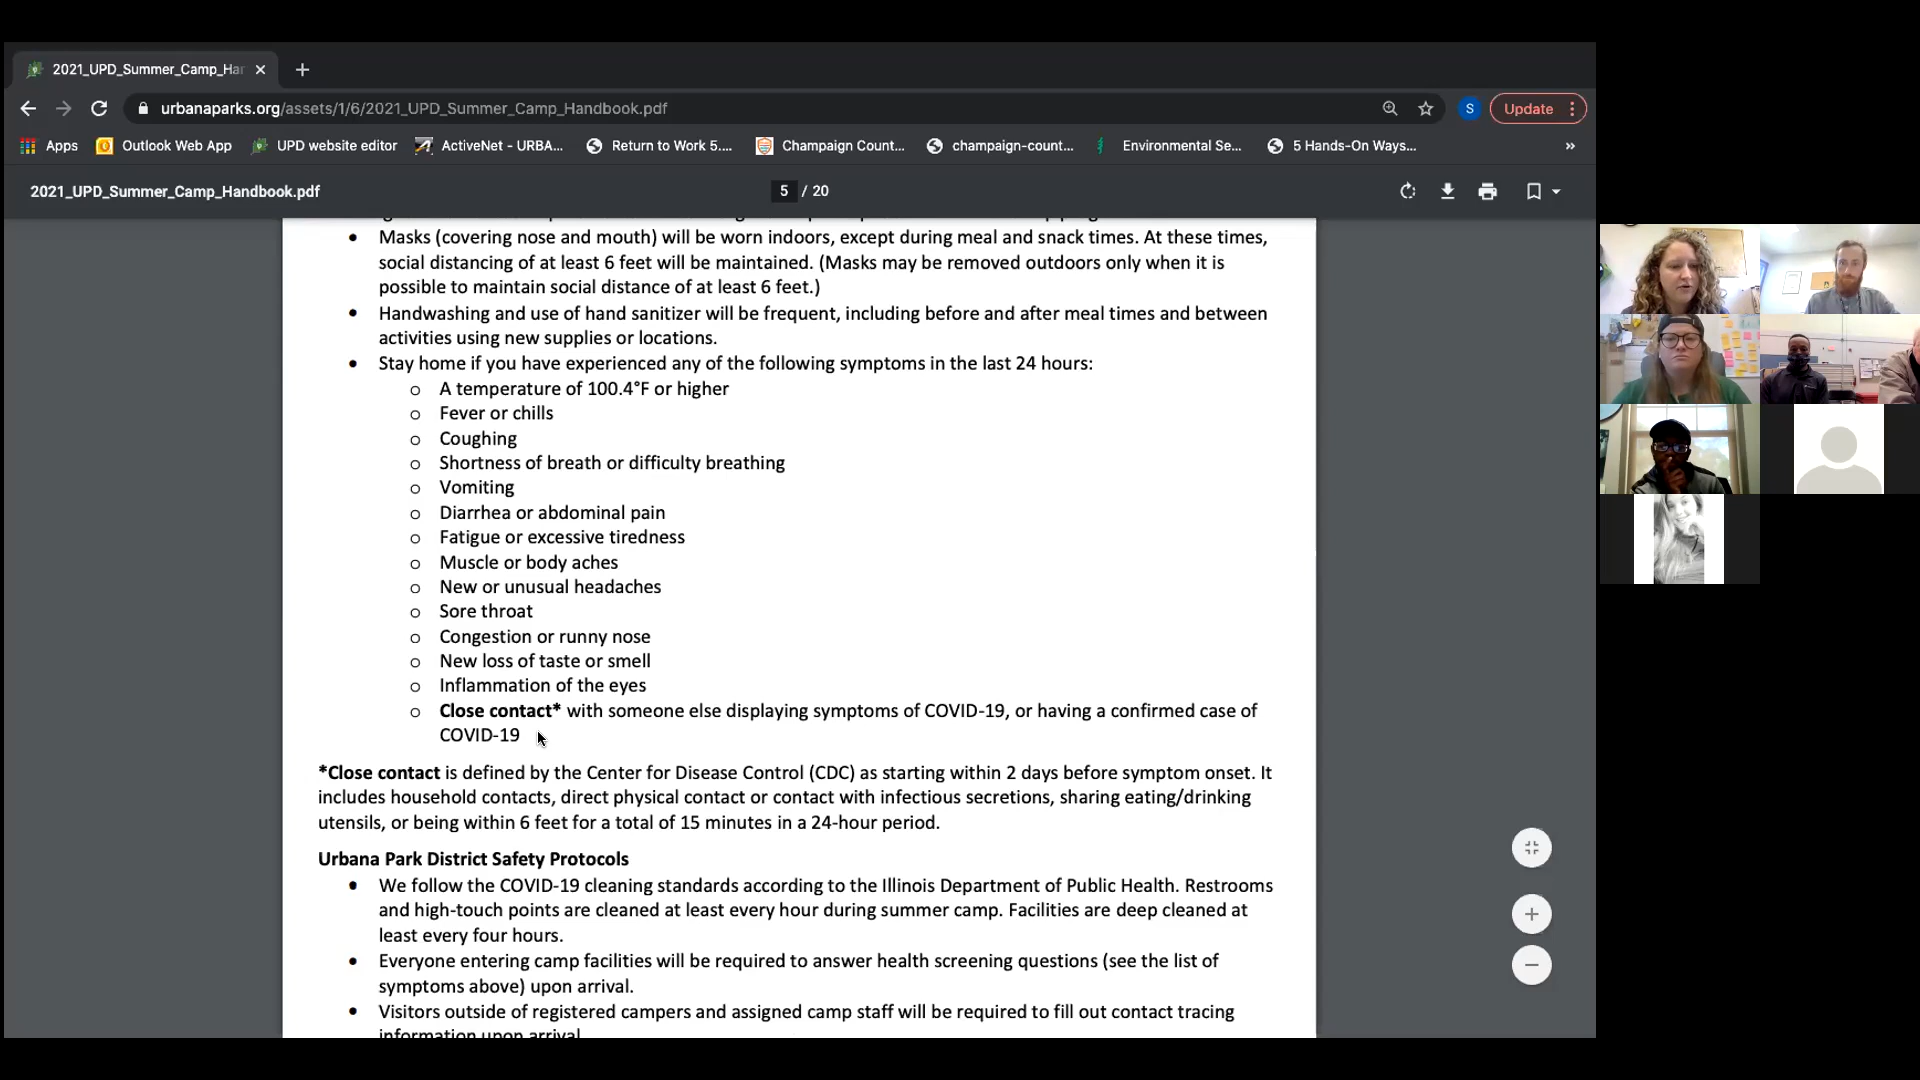 2021_UPD_Summer_Camp_Har
urbanaparks.org/assets/1/6/2021_UPD_Summer_Camp_Handbook.pdf
S
Update
Apps
Outlook Web App
UPD website editor
ActiveNet - URBA...
Return to Work 5....
Champaign Count...
champaign-count...
Environmental Se...
5 Hands-On Ways...
»
2021_UPD_Summer_Camp_Handbook.pdf
5 / 20
• Masks (covering nose and mouth) will be worn indoors, except during meal and snack times. At these times,
social distancing of at least 6 feet will be maintained. (Masks may be removed outdoors only when it is
possible to maintain social distance of at least 6 feet.)
• Handwashing and use of hand sanitizer will be frequent, including before and after meal times and between
activities using new supplies or locations.
• Stay home if you have experienced any of the following symptoms in the last 24 hours:
o A temperature of 100.4°F or higher
o Fever or chills
o Coughing
o Shortness of breath or difficulty breathing
o Vomiting
o Diarrhea or abdominal pain
o Fatigue or excessive tiredness
o Muscle or body aches
o New or unusual headaches
o Sore throat
o Congestion or runny nose
o New loss of taste or smell
o Inflammation of the eyes
o Close contact* with someone else displaying symptoms of COVID-19, or having a confirmed case of
COVID-19
*Close contact is defined by the Center for Disease Control (CDC) as starting within 2 days before symptom onset. It
includes household contacts, direct physical contact or contact with infectious secretions, sharing eating/drinking
utensils, or being within 6 feet for a total of 15 minutes in a 24-hour period.
Urbana Park District Safety Protocols
• We follow the COVID-19 cleaning standards according to the Illinois Department of Public Health. Restrooms
and high-touch points are cleaned at least every hour during summer camp. Facilities are deep cleaned at
least every four hours.
• Everyone entering camp facilities will be required to answer health screening questions (see the list of
symptoms above) upon arrival.
• Visitors outside of registered campers and assigned camp staff will be required to fill out contact tracing
information upon arrival.